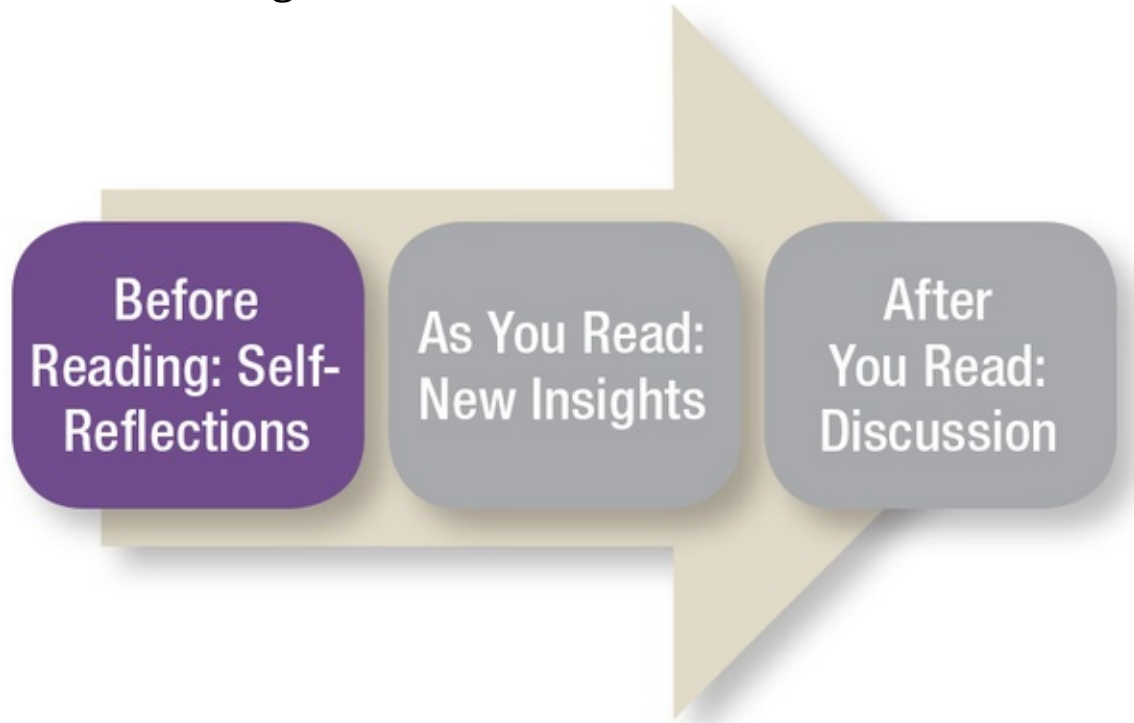 Before
Reading: Self-
Reflections
As You Read:
New Insights
After
You Read:
Discussion